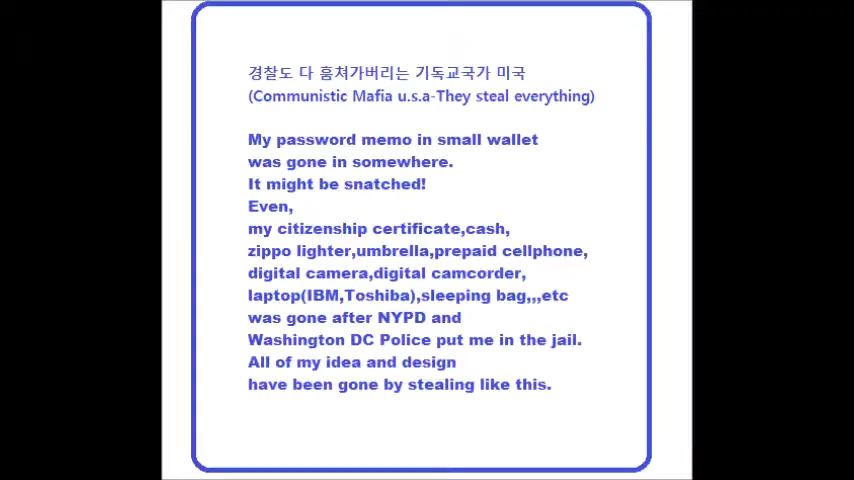 경찰도 다 훔쳐가버리는 기독교국가 미국
(Communistic Mafia u.s.a-They steal everything)
My password memo in small wallet
was gone in somewhere.
It might be snatched!
Even,
my citizenship certificate,cash,
zippo lighter,umbrella,prepaid cellphone,
digital camera,digital camcorder,
laptop(IBM,Toshiba),sleeping bag,,,etc
was gone after NYPD and
Washington DC Police put me in the jail.
All of my idea and design
have been gone by stealing like this.